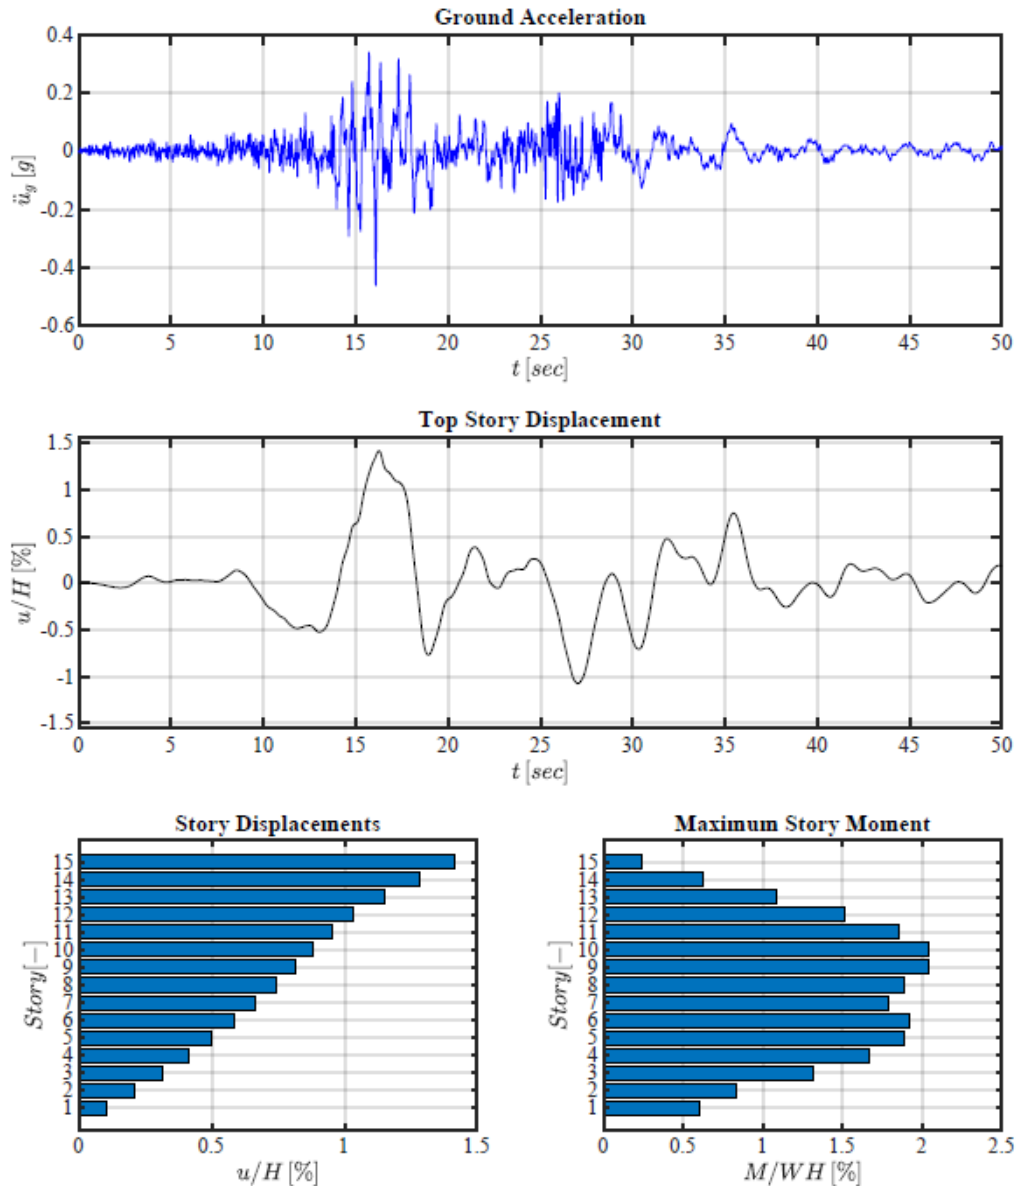 Ground Acceleration
0.4
0.2
0
-0.2
-0.4
-0.6
ü_g [g]
0 5 10 15 20 25 30 35 40 45 50
t [sec]
Top Story Displacement
1.5
1
0.5
0
-0.5
-1
-1.5
u/H [%]
0 5 10 15 20 25 30 35 40 45 50
t [sec]
Story Displacements
15
14
13
12
11
10
9
8
7
6
5
4
3
2
1
Story[−]
0 0.5 1 1.5
u/H [%]
Maximum Story Moment
15
14
13
12
11
10
9
8
7
6
5
4
3
2
1
Story[−]
0 0.5 1 1.5 2 2.5
M/WH [%]